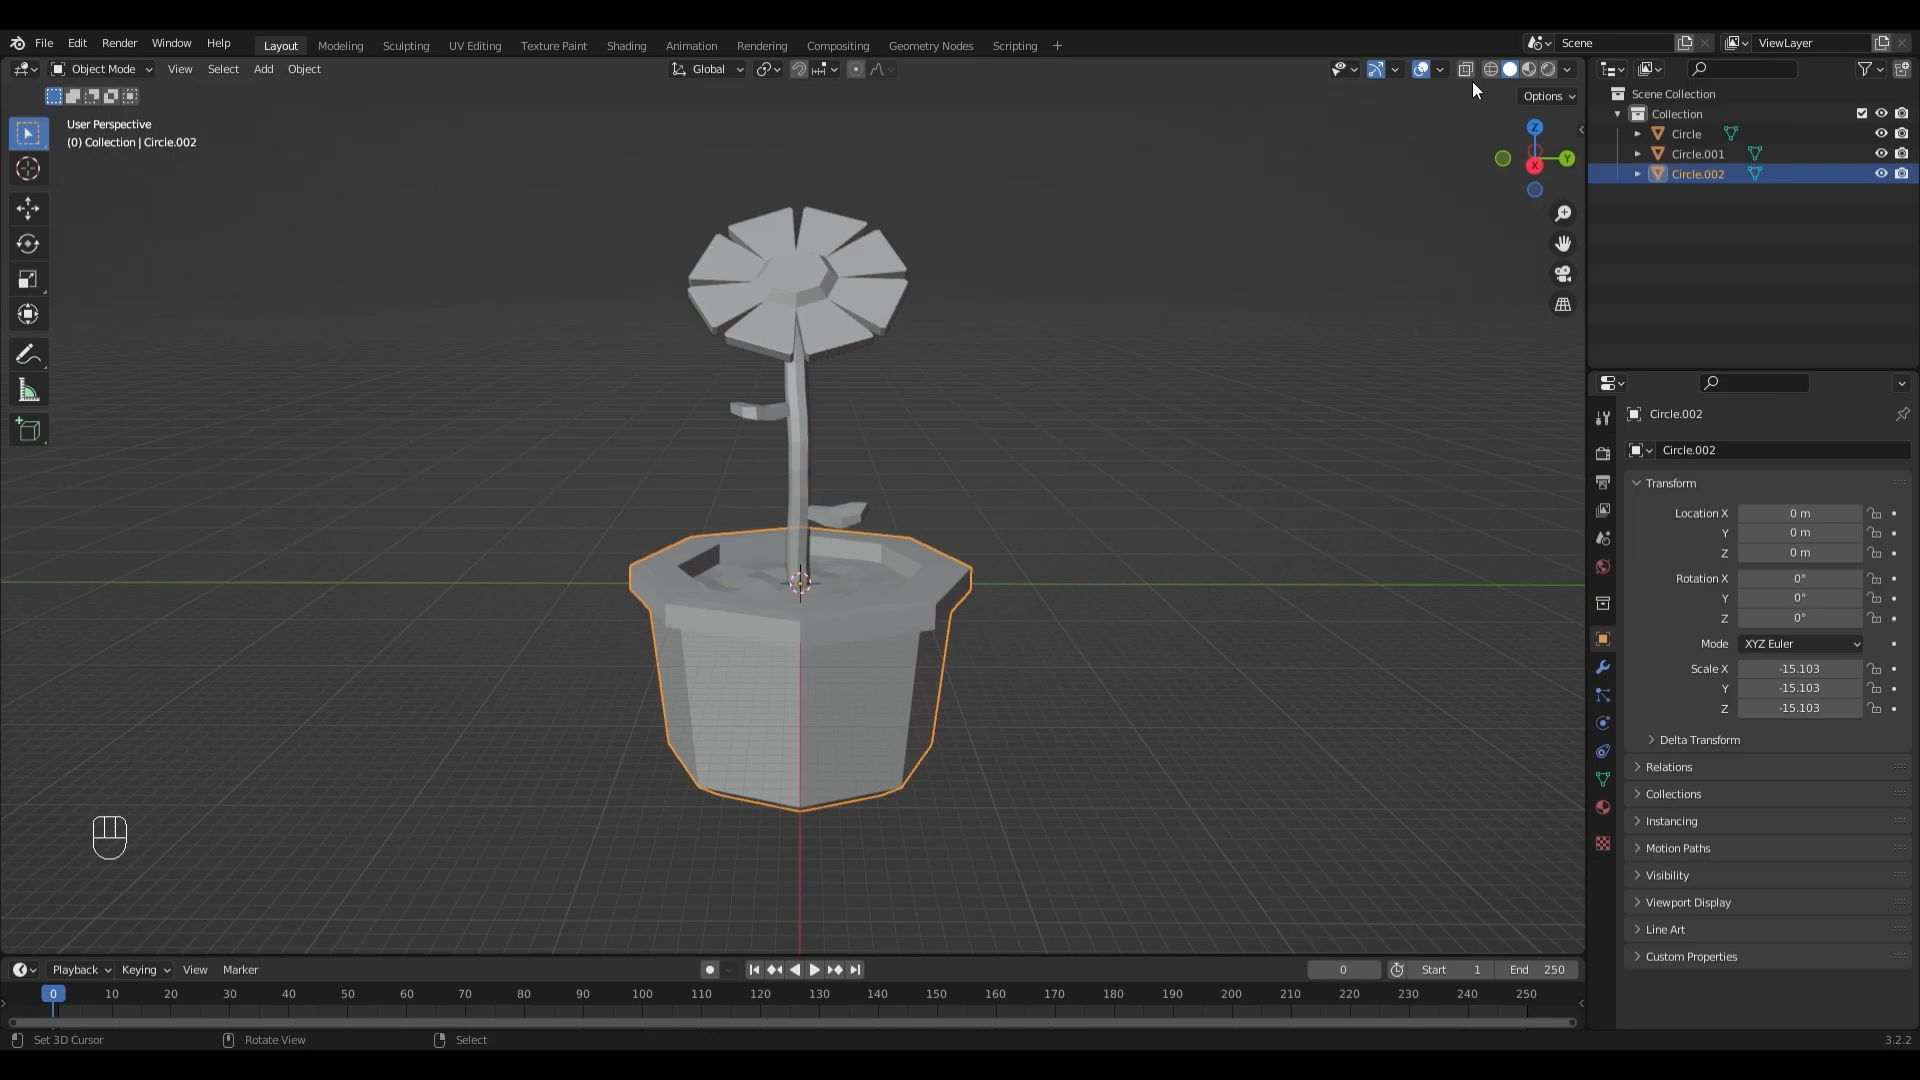 File Edit Render Window Help Layout Modeling Sculpting UV Editing Texture Paint Shading Animation Rendering Compositing Geometry Nodes Scripting + Scene ViewLayer
Object Mode View Select Add Object Global
Options
User Perspective
(0) Collection | Circle.002
Z
Y
X
Scene Collection
Collection
Circle
Circle.001
Circle.002
Circle.002
Circle.002
Transform
Location X 0 m
Y 0 m
Z 0 m
Rotation X 0°
Y 0°
Z 0°
Mode XYZ Euler
Scale X -15.103
Y -15.103
Z -15.103
Delta Transform
Relations
Collections
Instancing
Motion Paths
Visibility
Viewport Display
Line Art
Custom Properties
Playback Keying View Marker 0 Start 1 End 250
0 10 20 30 40 50 60 70 80 90 100 110 120 130 140 150 160 170 180 190 200 210 220 230 240 250
Set 3D Cursor Rotate View Select 3.2.2